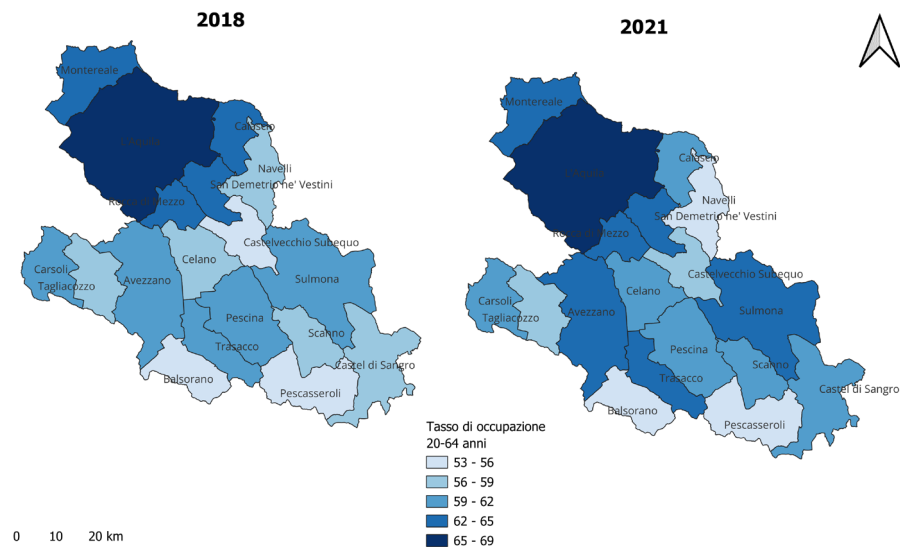 2018
Montereale
L'Aquila
Calascio
Navelli
San Demetrio ne' Vestini
Rocca di Mezzo
Castelvecchio Subequo
Celano
Carsoli
Tagliacozzo
Avezzano
Sulmona
Pescina
Scanno
Trasacco
Castel di Sangro
Balsorano
Pescasseroli
2021
Montereale
L'Aquila
Calascio
Navelli
San Demetrio ne' Vestini
Rocca di Mezzo
Castelvecchio Subequo
Celano
Carsoli
Tagliacozzo
Avezzano
Sulmona
Pescina
Scanno
Trasacco
Castel di Sangro
Balsorano
Pescasseroli
Tasso di occupazione
20-64 anni
53 - 56
56 - 59
59 - 62
62 - 65
65 - 69
0 10 20 km